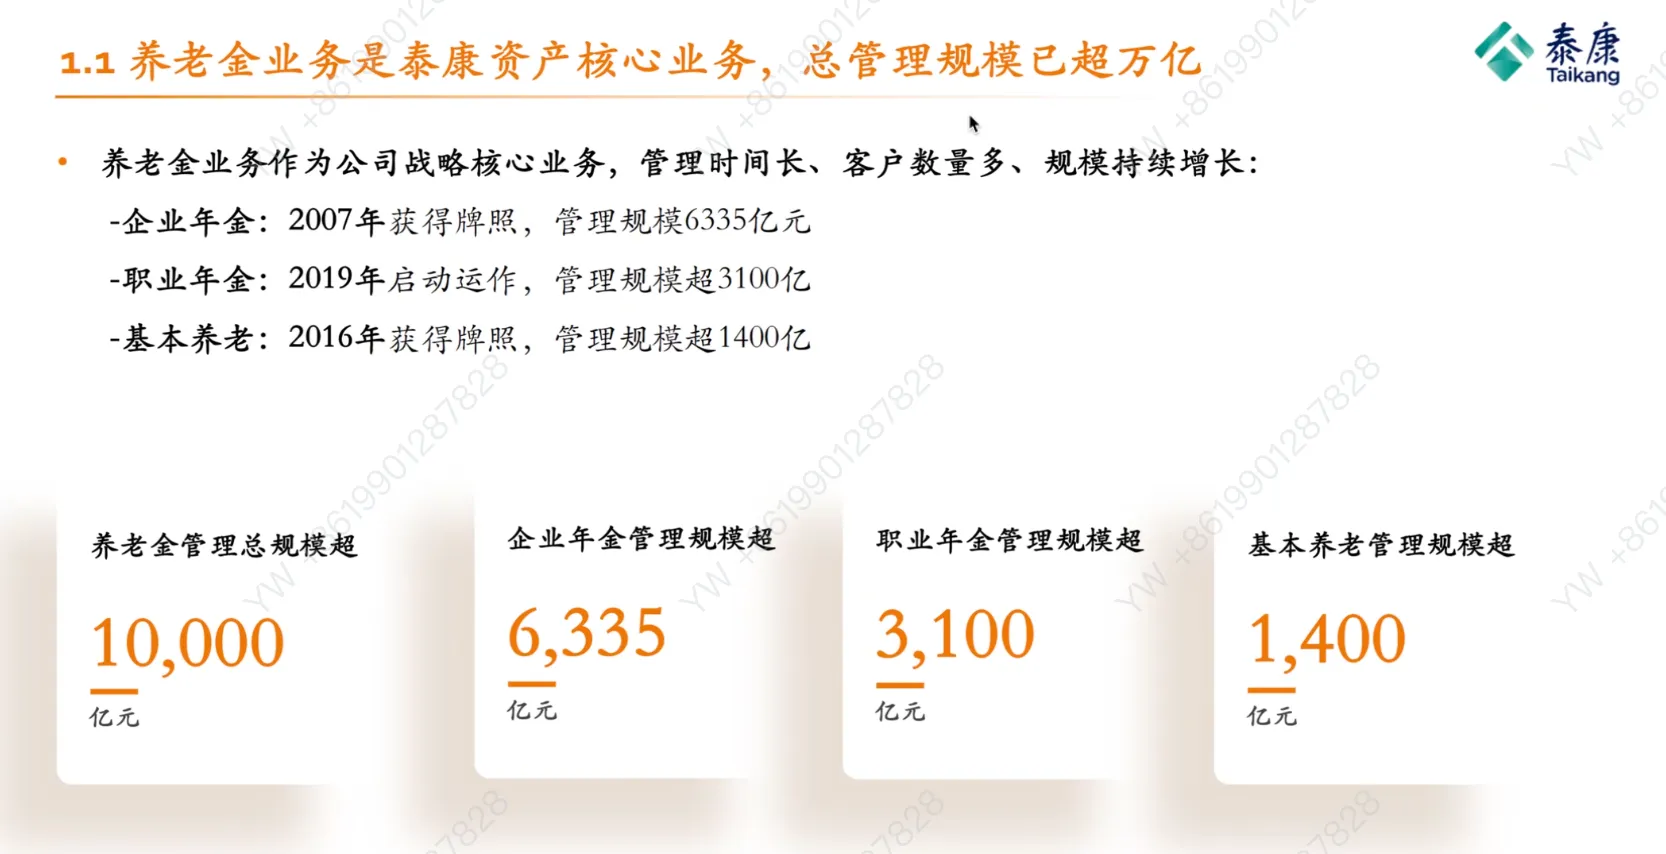 1.1 养老金业务是泰康资产核心业务，总管理规模已超万亿
泰康
Taikang
• 养老金业务作为公司战略核心业务，管理时间长、客户数量多、规模持续增长：
-企业年金：2007年获得牌照，管理规模6335亿元
-职业年金：2019年启动运作，管理规模超3100亿
-基本养老：2016年获得牌照，管理规模超1400亿
养老金管理总规模超
10,000
亿元
企业年金管理规模超
6,335
亿元
职业年金管理规模超
3,100
亿元
基本养老管理规模超
1,400
亿元
YW +8619901287828